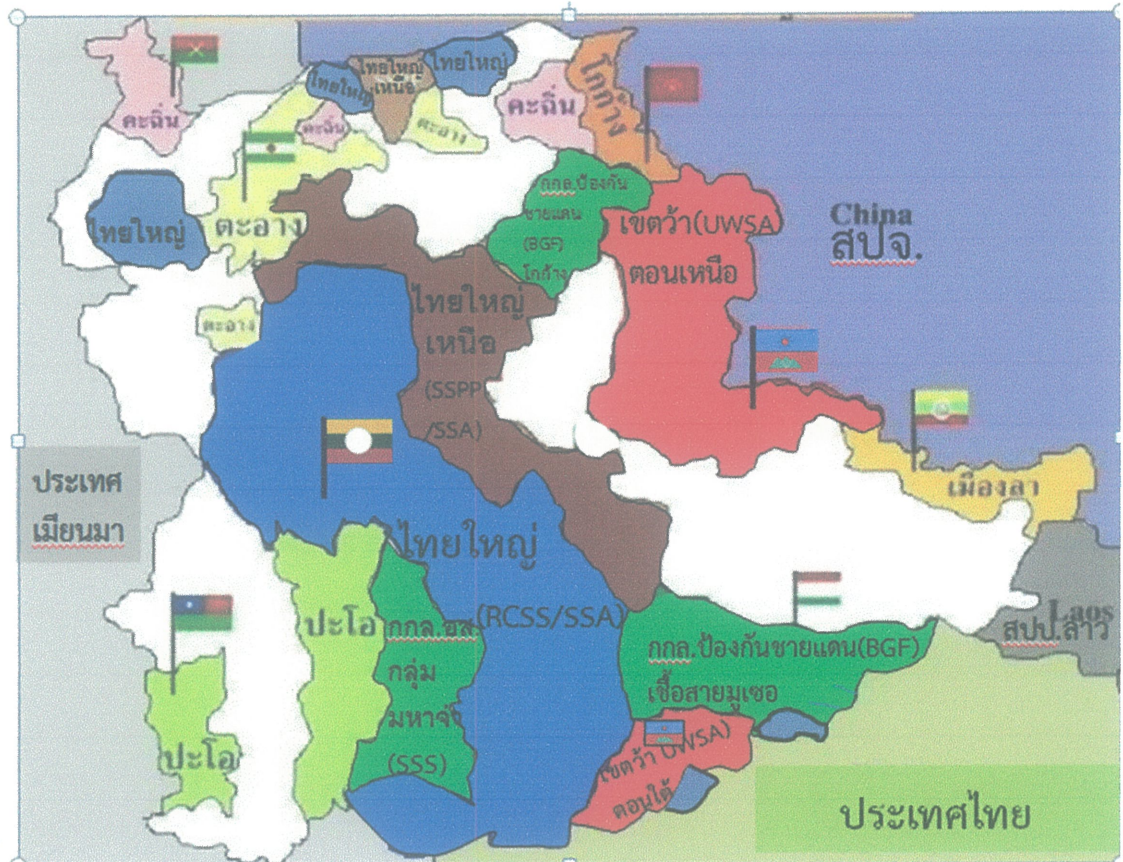 ไทยใหญ่
ไทยใหญ่
เหนือ
ไทยใหญ่
โกก้าง
คะฉิ่น
คะฉิ่น
คะฉิ่น
ตะอาง
กกล.ป้องกัน
ชายแดน
(BGF)
โกก้าง
เขตว้า(UWSA
ตอนเหนือ
China
สปจ.
ไทยใหญ่
ตะอาง
ตะอาง
ไทยใหญ่
เหนือ
(SSPP
/SSA)
ประเทศ
เมียนมา
เมืองลา
ไทยใหญ่
(RCSS/SSA)
ปะโอ
กกล.อส
กลุ่ม
มหาจ๋า
(SSS)
Laos
สปป.ลาว
กกล.ป้องกันชายแดน(BGF)
เชื้อสายมูเซอ
ปะโอ
เขตว้า UWSA)
ตอนใต้
ประเทศไทย